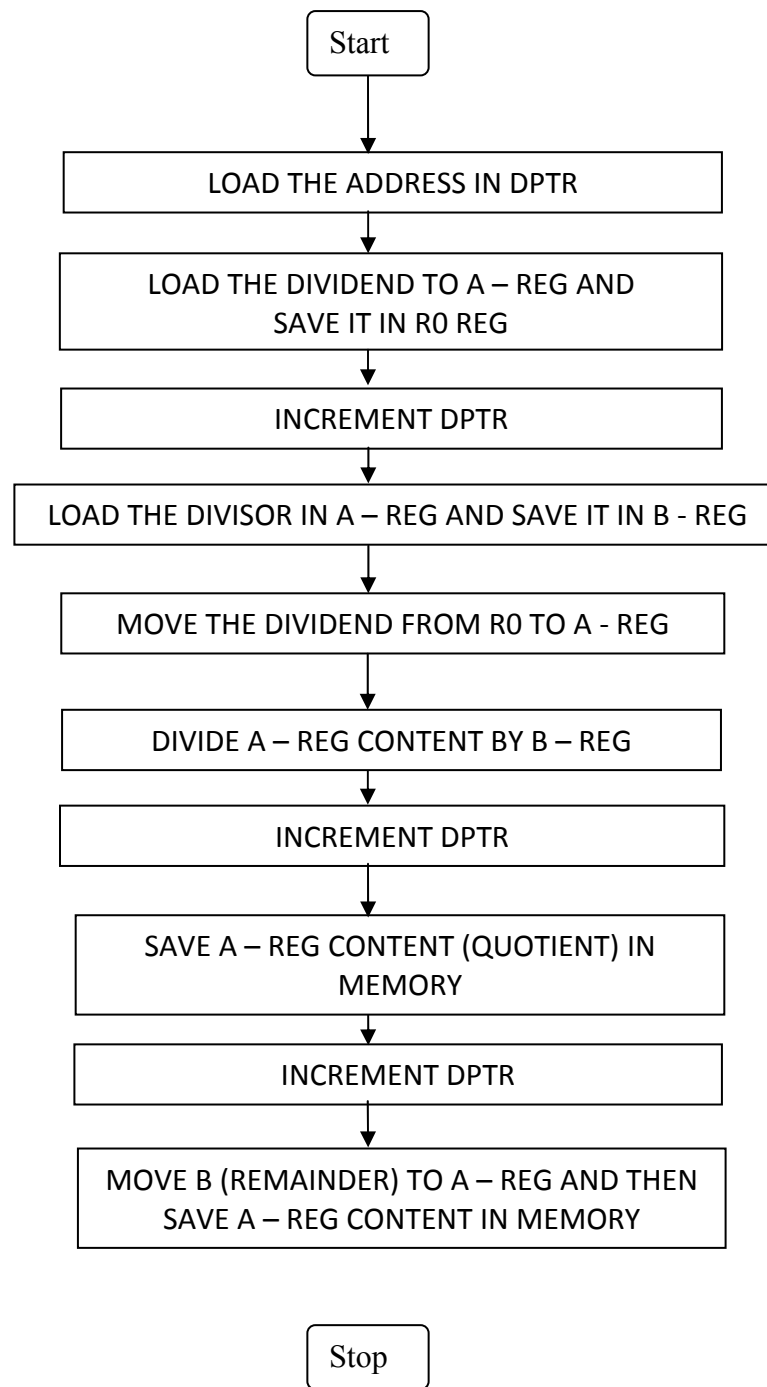 Start
LOAD THE ADDRESS IN DPTR
LOAD THE DIVIDEND TO A – REG AND
SAVE IT IN R0 REG
INCREMENT DPTR
LOAD THE DIVISOR IN A – REG AND SAVE IT IN B - REG
MOVE THE DIVIDEND FROM R0 TO A - REG
DIVIDE A – REG CONTENT BY B – REG
INCREMENT DPTR
SAVE A – REG CONTENT (QUOTIENT) IN
MEMORY
INCREMENT DPTR
MOVE B (REMAINDER) TO A – REG AND THEN
SAVE A – REG CONTENT IN MEMORY
Stop